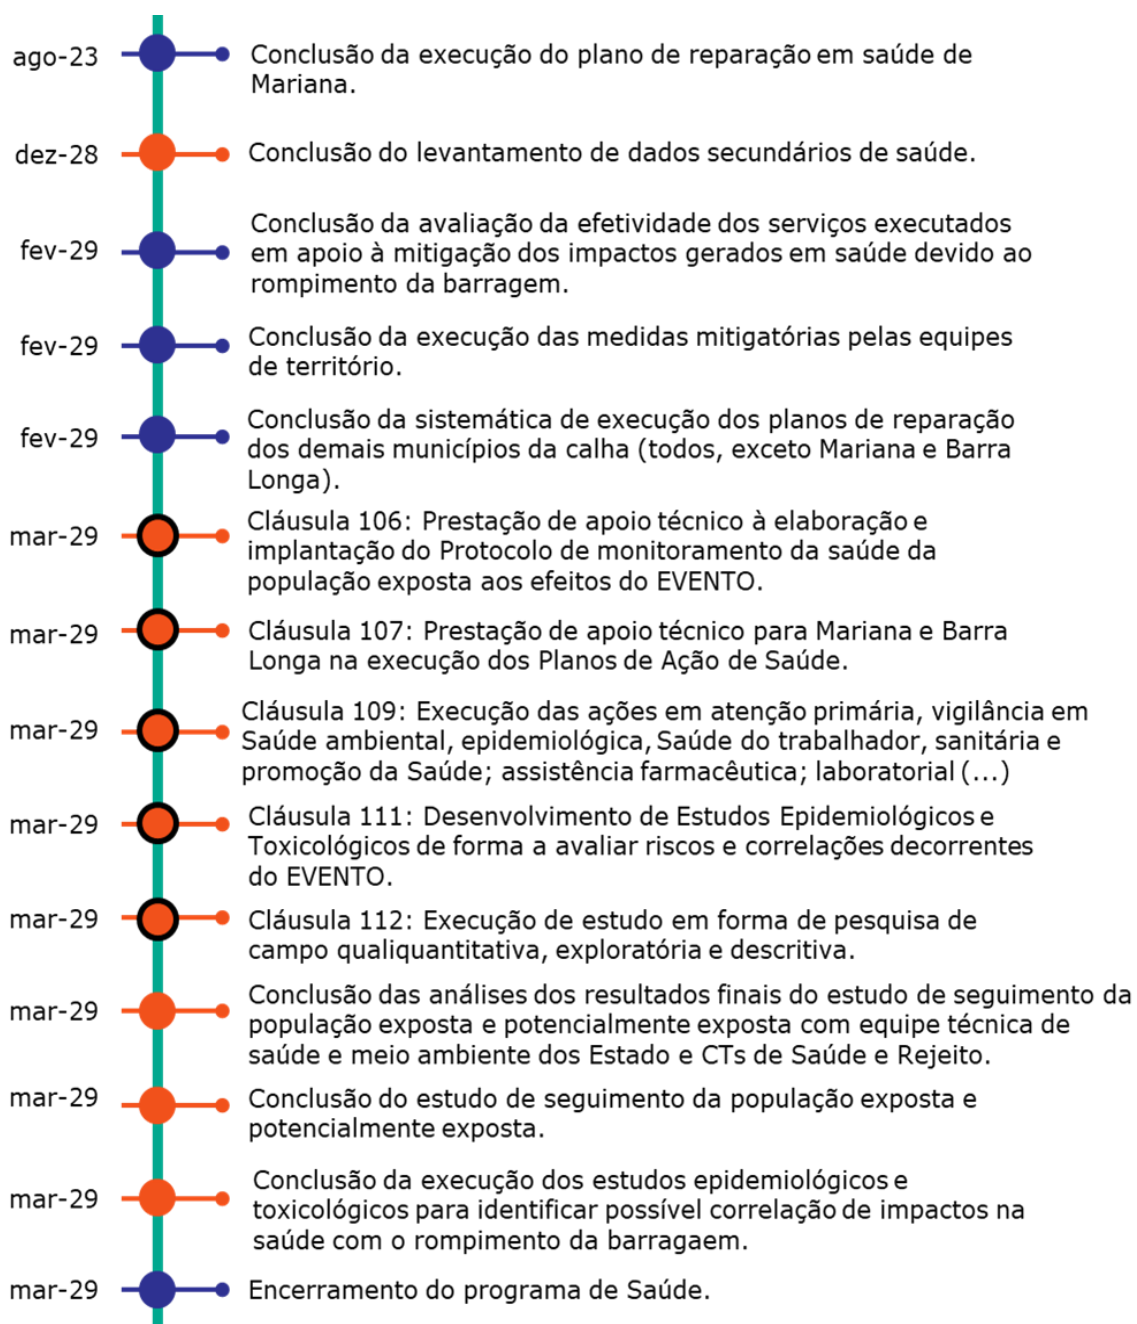 ago-23
Conclusão da execução do plano de reparação em saúde de
Mariana.
dez-28
Conclusão do levantamento de dados secundários de saúde.
fev-29
Conclusão da avaliação da efetividade dos serviços executados
em apoio à mitigação dos impactos gerados em saúde devido ao
rompimento da barragem.
fev-29
Conclusão da execução das medidas mitigatórias pelas equipes
de território.
fev-29
Conclusão da sistemática de execução dos planos de reparação
dos demais municípios da calha (todos, exceto Mariana e Barra
Longa).
mar-29
Cláusula 106: Prestação de apoio técnico à elaboração e
implantação do Protocolo de monitoramento da saúde da
população exposta aos efeitos do EVENTO.
mar-29
Cláusula 107: Prestação de apoio técnico para Mariana e Barra
Longa na execução dos Planos de Ação de Saúde.
mar-29
Cláusula 109: Execução das ações em atenção primária, vigilância em
Saúde ambiental, epidemiológica, Saúde do trabalhador, sanitária e
promoção da Saúde; assistência farmacêutica; laboratorial (...)
mar-29
Cláusula 111: Desenvolvimento de Estudos Epidemiológicos e
Toxicológicos de forma a avaliar riscos e correlações decorrentes
do EVENTO.
mar-29
Cláusula 112: Execução de estudo em forma de pesquisa de
campo qualiquantitativa, exploratória e descritiva.
mar-29
Conclusão das análises dos resultados finais do estudo de seguimento da
população exposta e potencialmente exposta com equipe técnica de
saúde e meio ambiente dos Estado e CTs de Saúde e Rejeito.
mar-29
Conclusão do estudo de seguimento da população exposta e
potencialmente exposta.
mar-29
Conclusão da execução dos estudos epidemiológicos e
toxicológicos para identificar possível correlação de impactos na
saúde com o rompimento da barragaem.
mar-29
Encerramento do programa de Saúde.